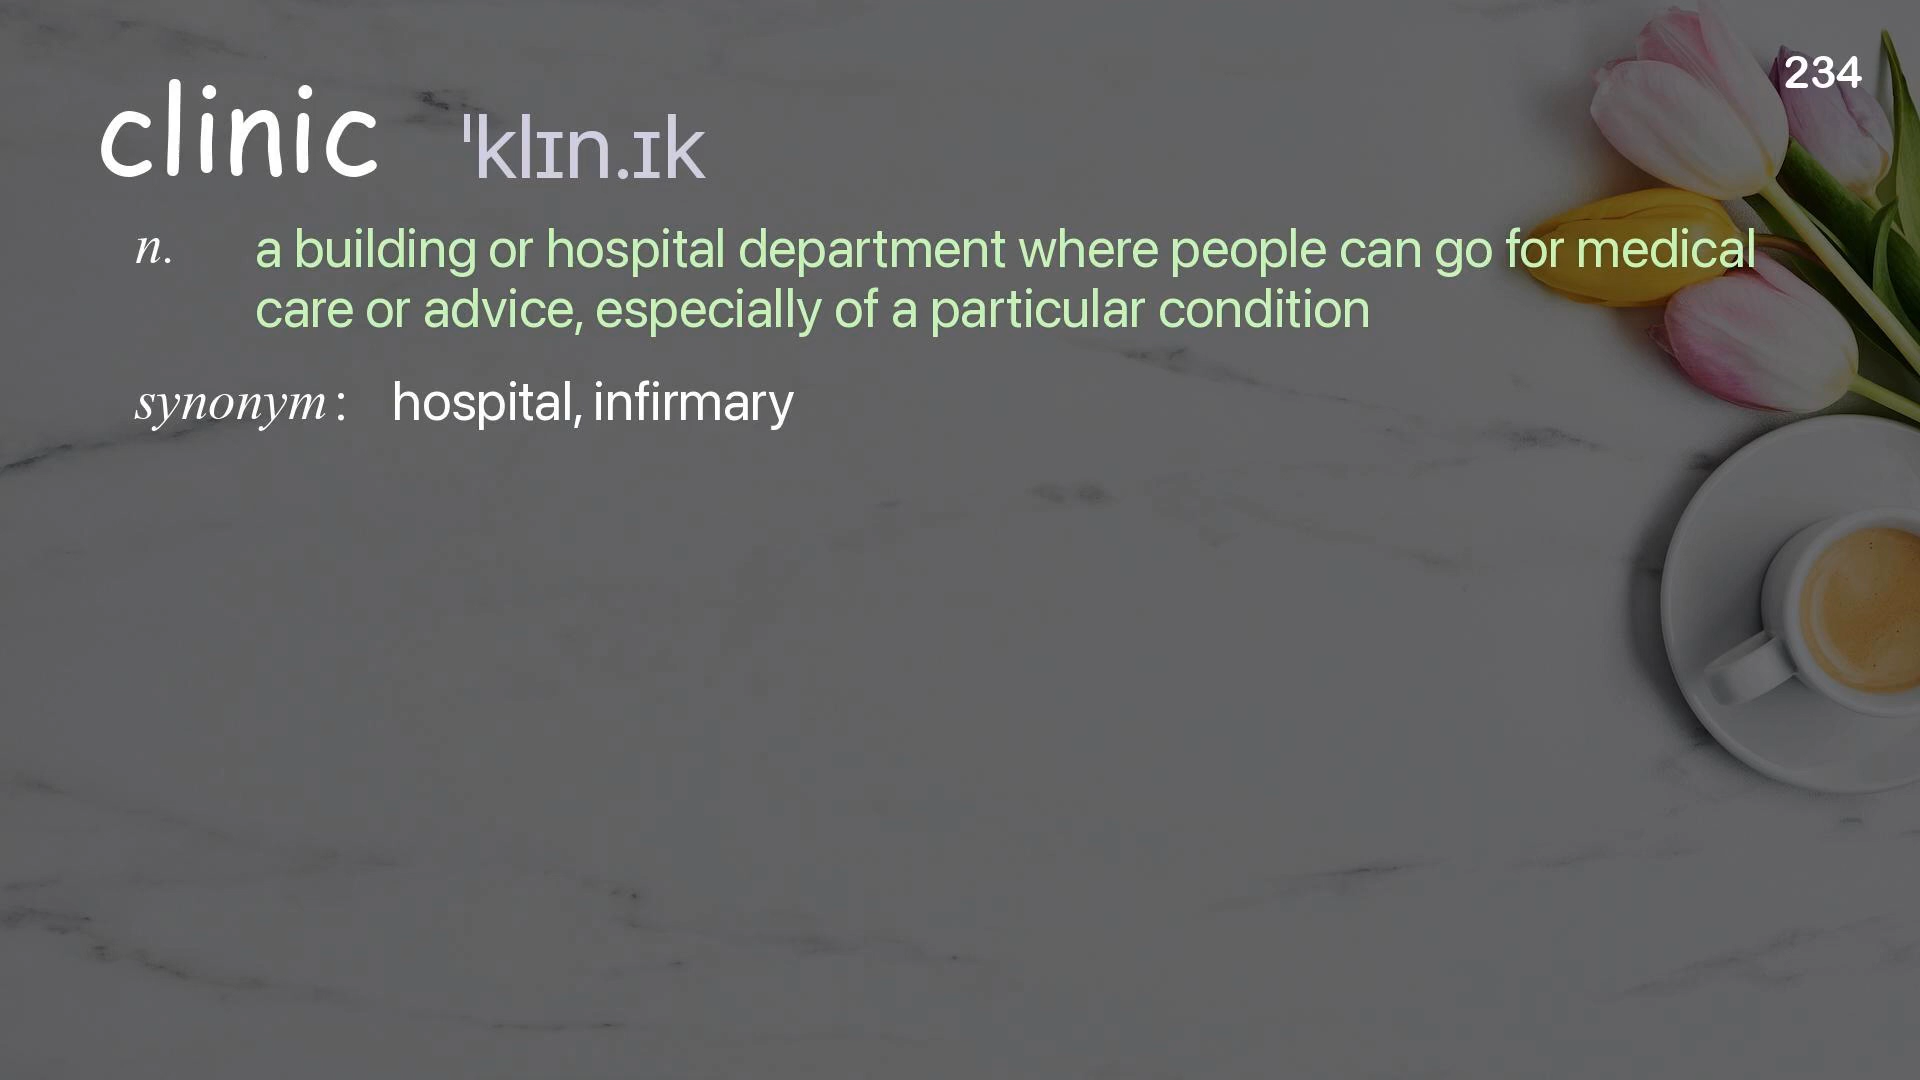 234
clinic ˈklɪn.ɪk
n. a building or hospital department where people can go for medical
care or advice, especially of a particular condition
synonym: hospital, infirmary